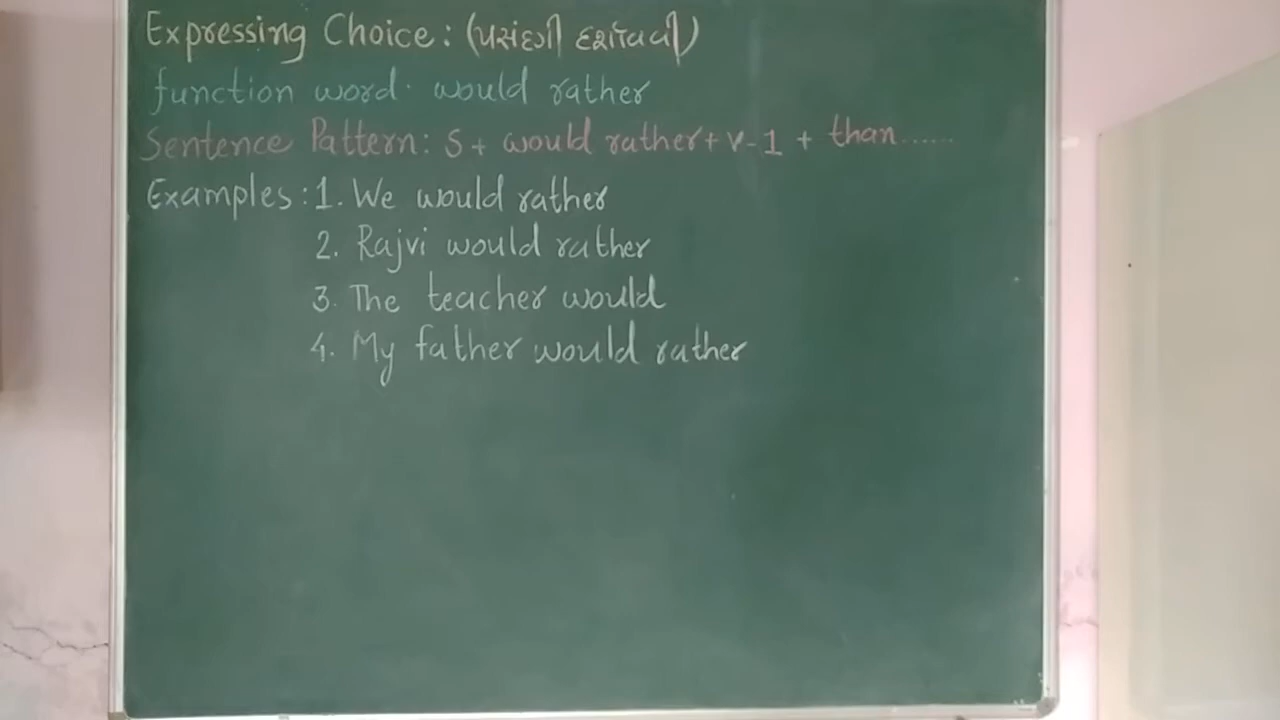 Expressing Choice: (પસંદગી દર્શાવવી)
function word: would rather
Sentence Pattern: S+ would rather+ v-1 + than......
Examples: 1. We would rather
2. Rajvi would rather
3. The teacher would
4. My father would rather